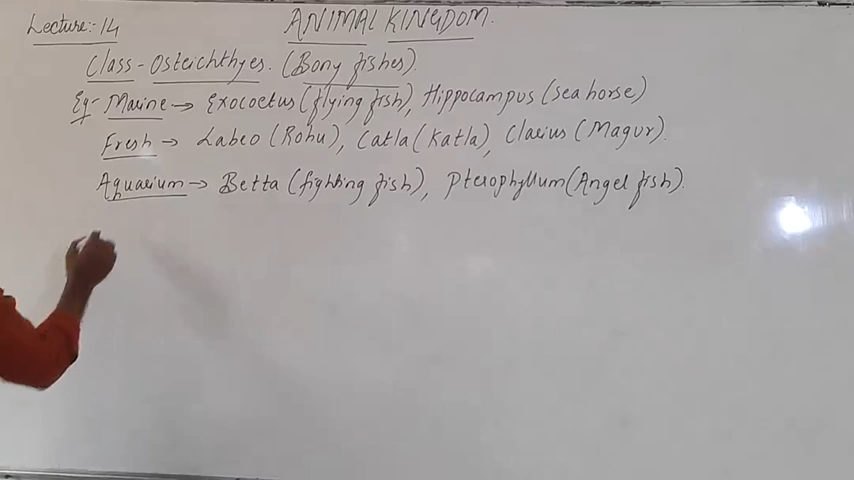 Lecture:- 14
ANIMAL KINGDOM.
Class - Osteichthyes. (Bony fishes).
Eg- Marine → Exocoetus (flying fish), Hippocampus (sea horse)
Fresh → Labeo (Rohu), Catla (Katla), Clarius (Magur).
Aquarium → Betta (fighting fish), Pterophyllum (Angel fish).